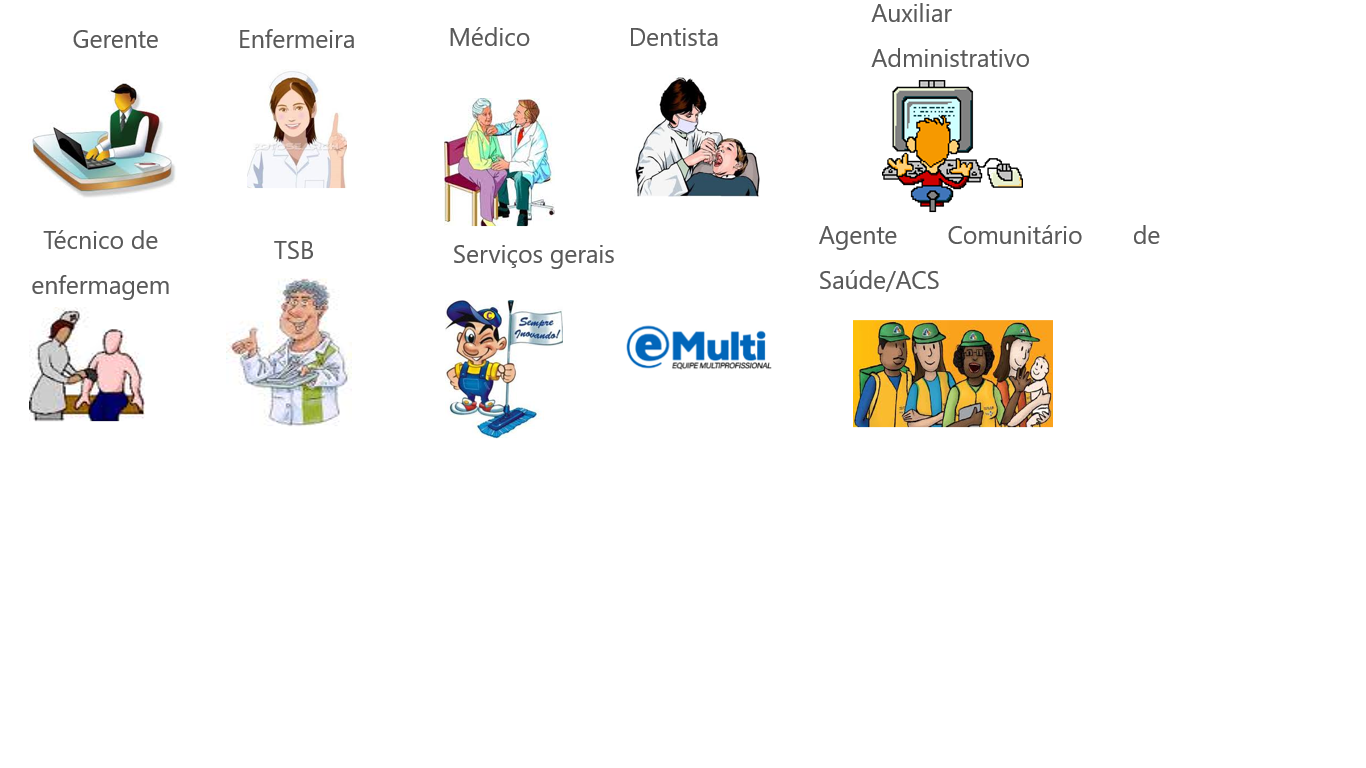 Gerente
Enfermeira
Médico
Dentista
Auxiliar
Administrativo
Técnico de
enfermagem
TSB
Serviços gerais
Sempre
Inovando!
C
eMulti
EQUIPE MULTIPROFISSIONAL
Agente Comunitário de
Saúde/ACS